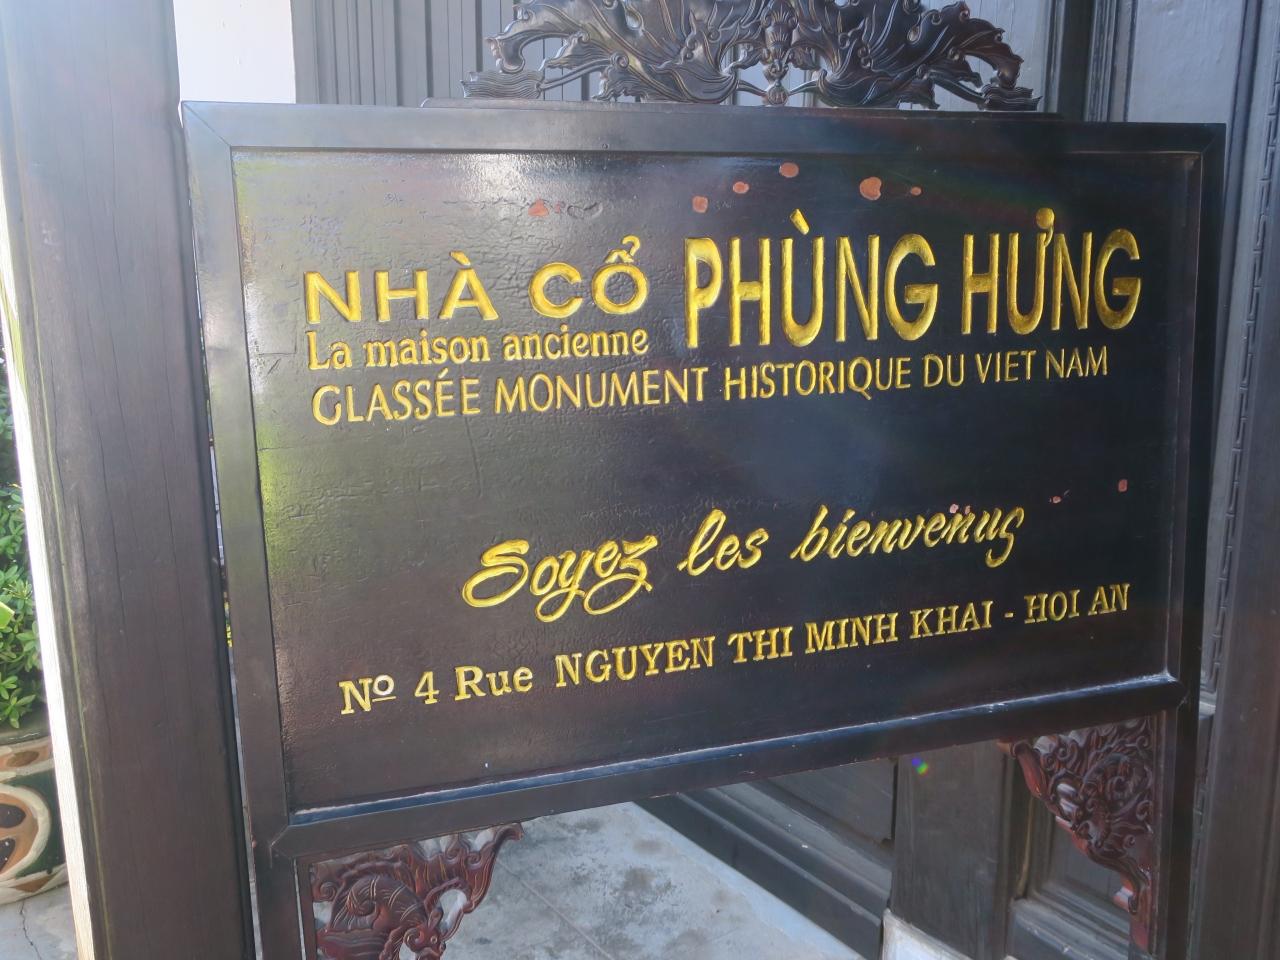 NHÀ CỔ PHÙNG HƯNG
La maison ancienne
GLASSÉE MONUMENT HISTORIQUE DU VIET NAM
Soyez les bienvenus
Nº 4 Rue NGUYEN THI MINH KHAI - HOI AN